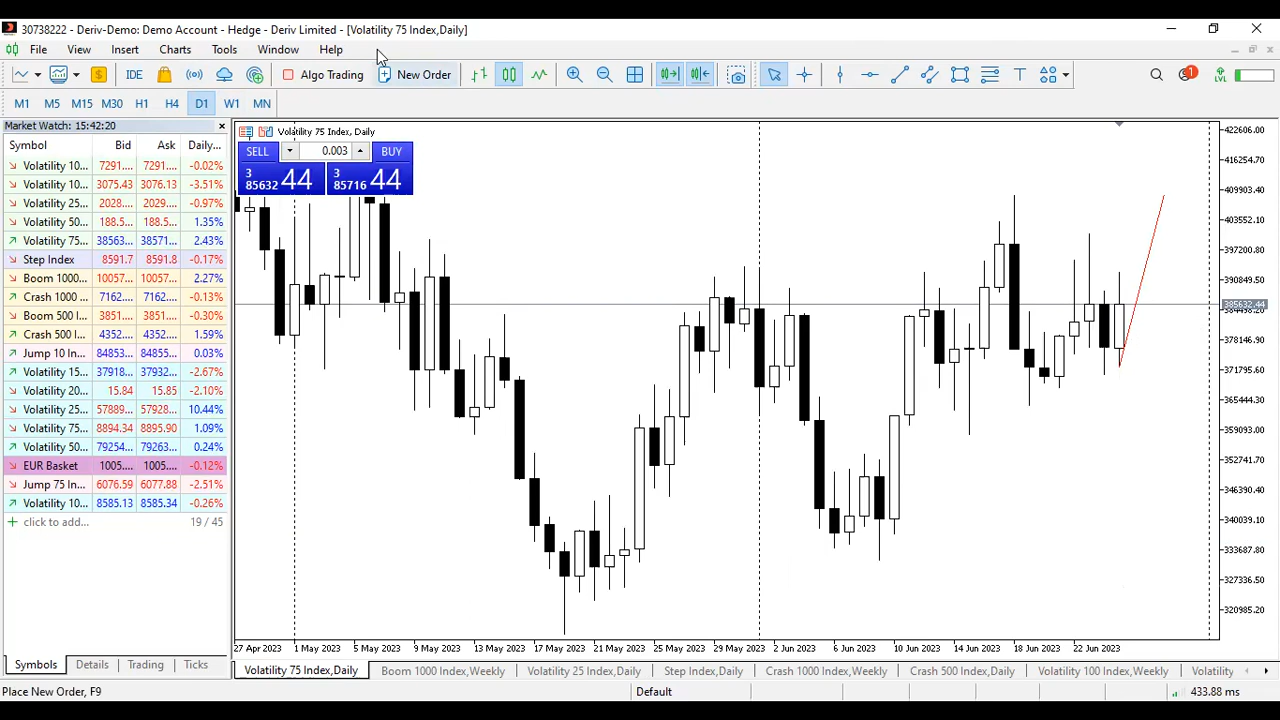 30738222 - Deriv-Demo: Demo Account - Hedge - Deriv Limited - [Volatility 75 Index,Daily]
File View Insert Charts Tools Window Help
IDE Algo Trading New Order 1
M1 M5 M15 M30 H1 H4 D1 W1 MN
Market Watch: 15:42:20
Symbol Bid Ask Daily...
Volatility 10... 7291.... 7291.... -0.02%
Volatility 10... 3075.43 3076.13 -3.51%
Volatility 25... 2028.... 2029.... -0.97%
Volatility 50... 188.5... 188.5... 1.35%
Volatility 75... 38563... 38571... 2.43%
Step Index 8591.7 8591.8 -0.17%
Boom 1000... 10057... 10057... 2.27%
Crash 1000 ... 7162.... 7162.... -0.13%
Boom 500 I... 3851.... 3851.... -0.30%
Crash 500 I... 4352.... 4352.... 1.59%
Jump 10 In... 84853... 84855... 0.03%
Volatility 15... 37918... 37932... -2.67%
Volatility 20... 15.84 15.85 -2.10%
Volatility 25... 57889... 57928... 10.44%
Volatility 75... 8894.34 8895.90 1.09%
Volatility 50... 79254... 79263... 0.24%
EUR Basket 1005.... 1005.... -0.12%
Jump 75 In... 6076.59 6077.88 -2.51%
Volatility 10... 8585.13 8585.34 -0.26%
click to add... 19 / 45
Symbols Details Trading Ticks
Volatility 75 Index, Daily
SELL 0.003 BUY
3 85632 44 3 85716 44
422606.00
416254.70
409903.40
403552.10
397200.80
390849.50
385632.44
384498.20
378146.90
371795.60
365444.30
359093.00
352741.70
346390.40
340039.10
333687.80
327336.50
320985.20
27 Apr 2023 1 May 2023 5 May 2023 9 May 2023 13 May 2023 17 May 2023 21 May 2023 25 May 2023 29 May 2023 2 Jun 2023 6 Jun 2023 10 Jun 2023 14 Jun 2023 18 Jun 2023 22 Jun 2023
Volatility 75 Index,Daily Boom 1000 Index,Weekly Volatility 25 Index,Daily Step Index,Daily Crash 1000 Index,Weekly Crash 500 Index,Daily Volatility 100 Index,Weekly Volatility
Place New Order, F9 Default 433.88 ms